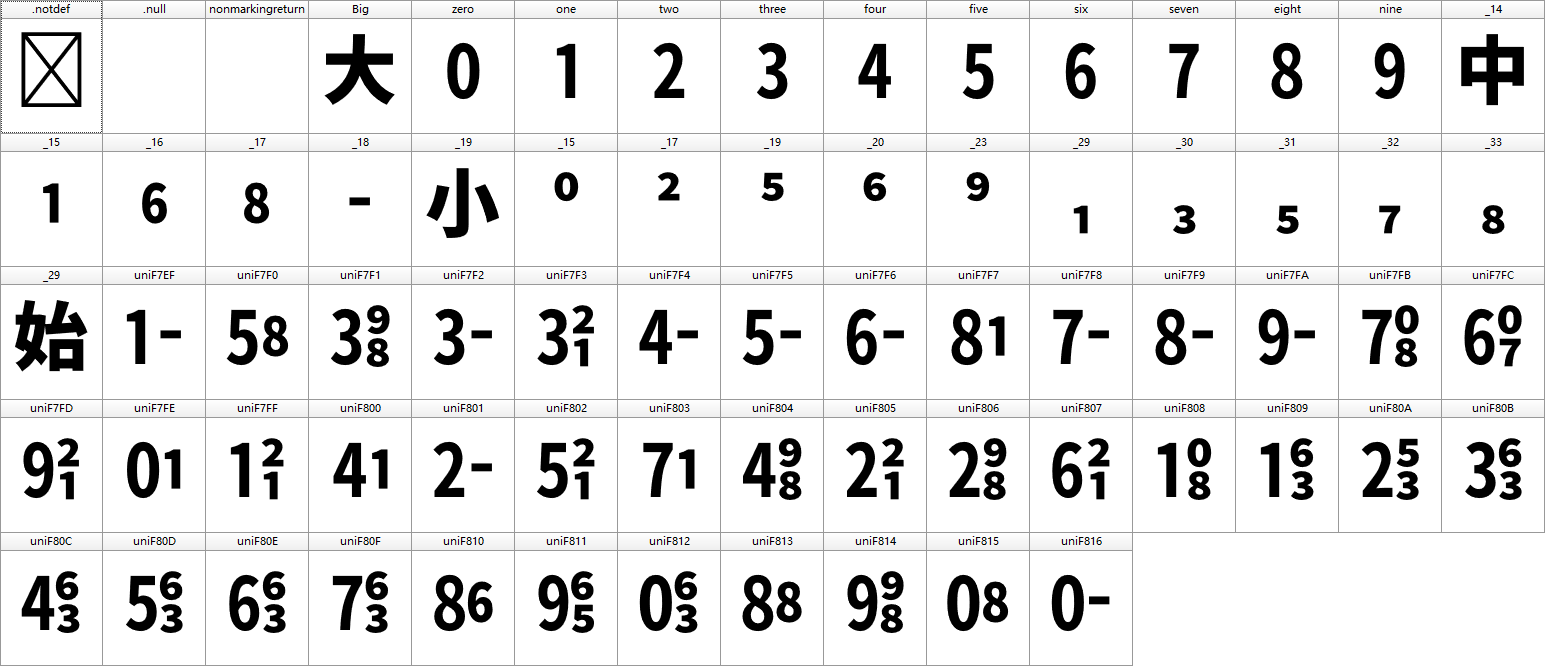 .notdef .null nonmarkingreturn Big zero one two three four five six seven eight nine _14
大 0 1 2 3 4 5 6 7 8 9 中
_15 _16 _17 _18 _19 _15 _17 _19 _20 _23 _29 _30 _31 _32 _33
1 6 8 - 小 0 2 5 6 9 1 3 5 7 8
_29 uniF7EF uniF7F0 uniF7F1 uniF7F2 uniF7F3 uniF7F4 uniF7F5 uniF7F6 uniF7F7 uniF7F8 uniF7F9 uniF7FA uniF7FB uniF7FC
始 1- 58 398 3- 321 4- 5- 6- 81 7- 8- 9- 708 607
uniF7FD uniF7FE uniF7FF uniF800 uniF801 uniF802 uniF803 uniF804 uniF805 uniF806 uniF807 uniF808 uniF809 uniF80A uniF80B
921 01 121 41 2- 521 71 498 221 298 621 108 163 253 363
uniF80C uniF80D uniF80E uniF80F uniF810 uniF811 uniF812 uniF813 uniF814 uniF815 uniF816
463 563 663 763 86 965 063 88 998 08 0-